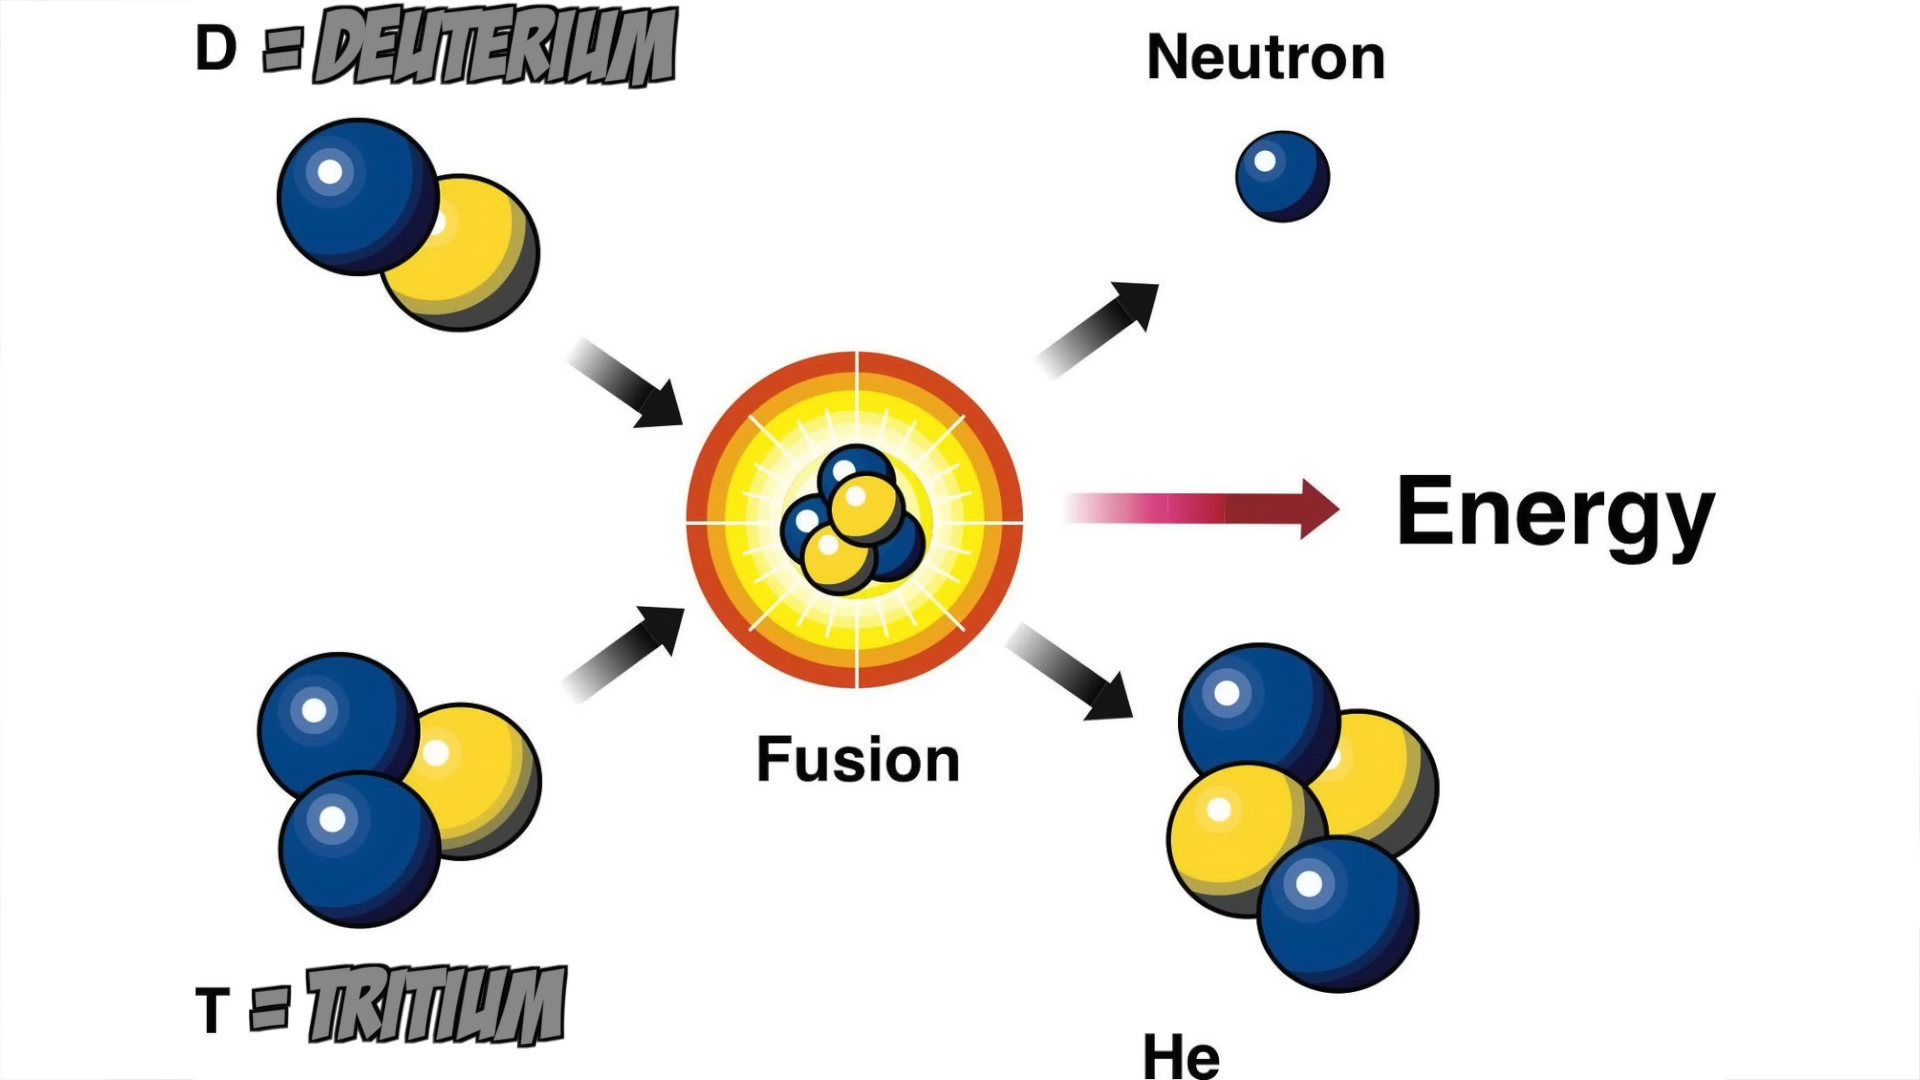 D = DEUTERIUM
Neutron
Energy
Fusion
T = TRITIUM
He